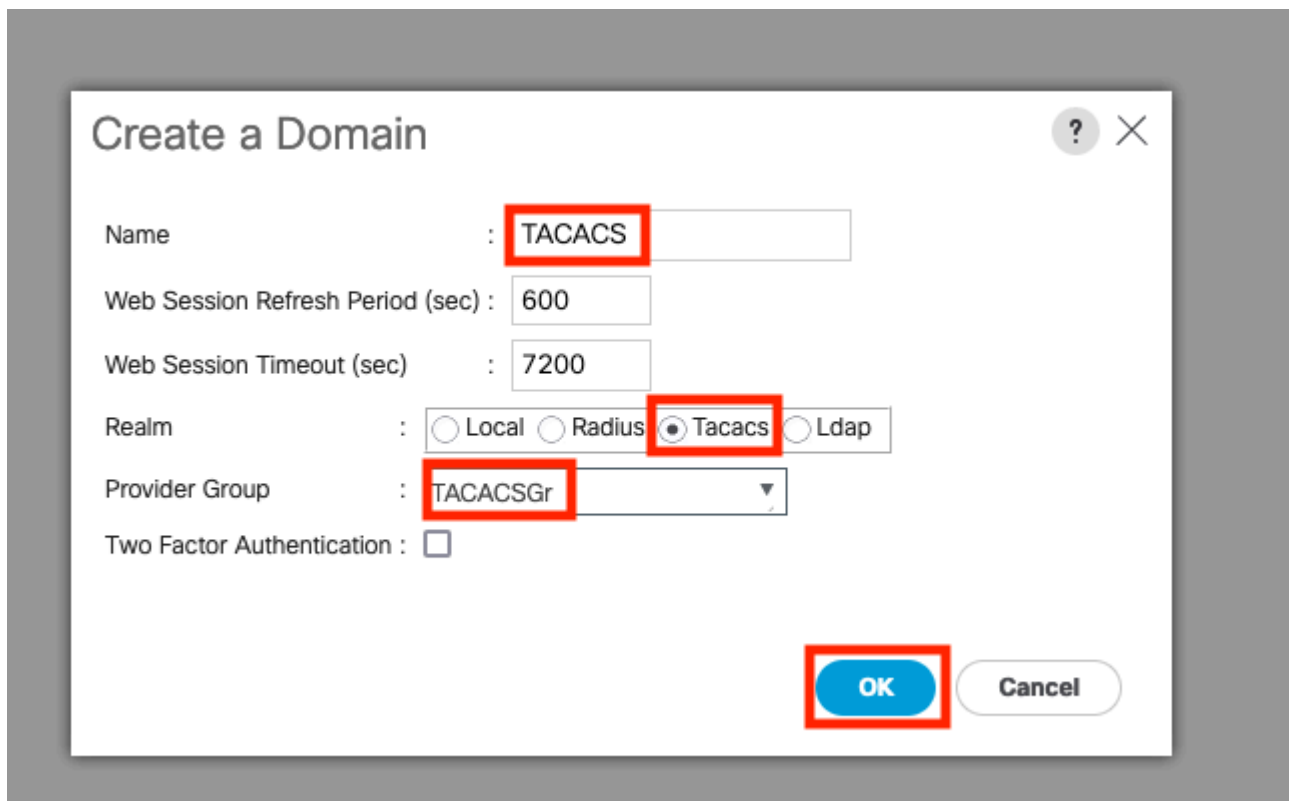 Create a Domain ?
Name : TACACS
Web Session Refresh Period (sec) : 600
Web Session Timeout (sec) : 7200
Realm : Local Radius Tacacs Ldap
Provider Group : TACACSGr
Two Factor Authentication :
OK Cancel